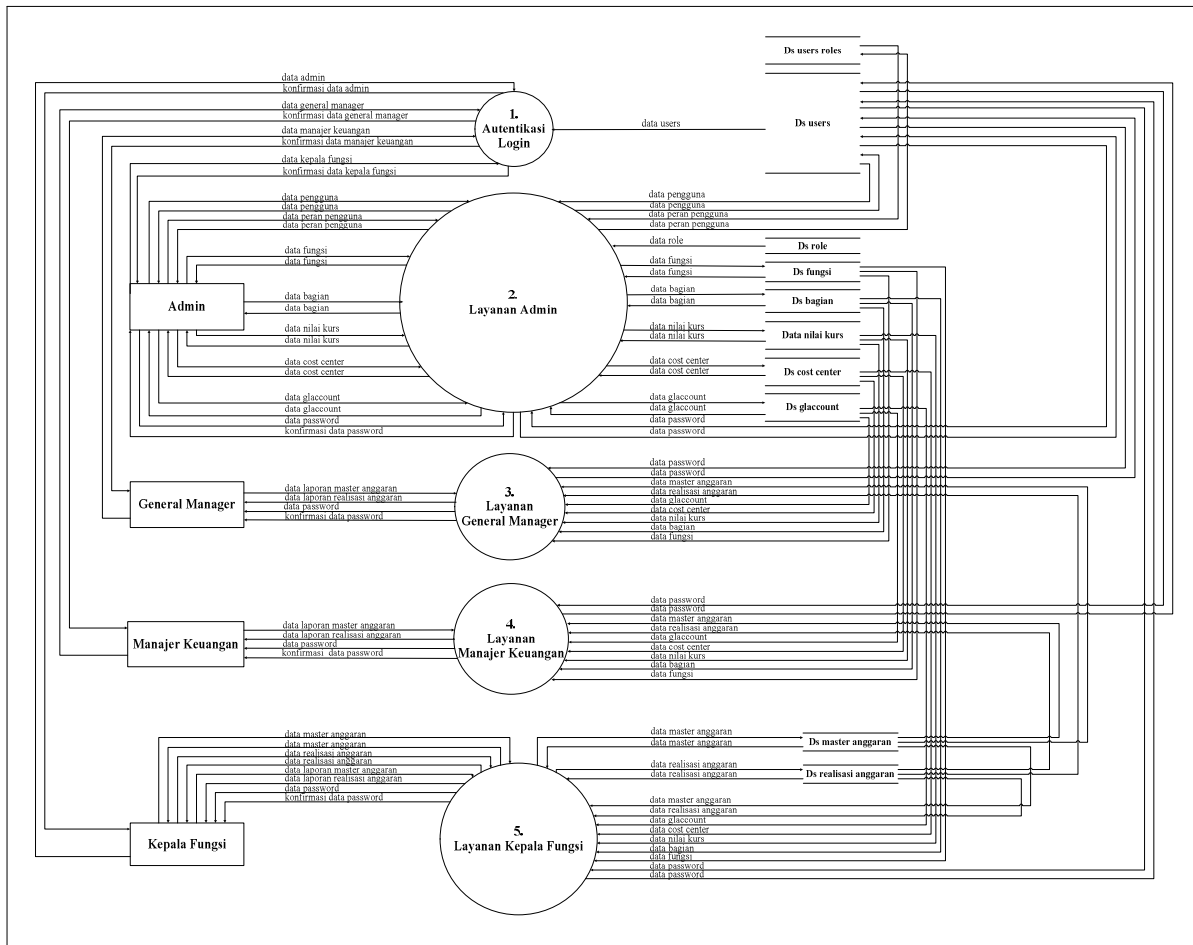 data admin
konfirmasi data admin
data general manager
konfirmasi data general manager
data manajer keuangan
konfirmasi data manajer keuangan
data kepala fungsi
konfirmasi data kepala fungsi
1.
Autentikasi
Login
data users
Ds users roles
Ds users
data pengguna
data pengguna
data peran pengguna
data peran pengguna
data fungsi
data fungsi
Admin
data bagian
data bagian
data nilai kurs
data nilai kurs
data cost center
data cost center
data glaccount
data glaccount
data password
konfirmasi data password
2.
Layanan Admin
data pengguna
data pengguna
data peran pengguna
data peran pengguna
data role
data fungsi
data fungsi
data bagian
data bagian
data nilai kurs
data nilai kurs
data cost center
data cost center
data glaccount
data glaccount
data password
data password
Ds role
Ds fungsi
Ds bagian
Data nilai kurs
Ds cost center
Ds glaccount
General Manager
data laporan master anggaran
data laporan realisasi anggaran
data password
konfirmasi data password
3.
Layanan
General Manager
data password
data password
data master anggaran
data realisasi anggaran
data glaccount
data cost center
data nilai kurs
data bagian
data fungsi
Manajer Keuangan
data laporan master anggaran
data laporan realisasi anggaran
data password
konfirmasi data password
4.
Layanan
Manajer Keuangan
data password
data password
data master anggaran
data realisasi anggaran
data glaccount
data cost center
data nilai kurs
data bagian
data fungsi
data master anggaran
data master anggaran
data realisasi anggaran
data realisasi anggaran
data laporan master anggaran
data laporan realisasi anggaran
data password
konfirmasi data password
Kepala Fungsi
5.
Layanan Kepala Fungsi
data master anggaran
data master anggaran
data realisasi anggaran
data realisasi anggaran
Ds master anggaran
Ds realisasi anggaran
data master anggaran
data realisasi anggaran
data glaccount
data cost center
data nilai kurs
data bagian
data fungsi
data password
data password